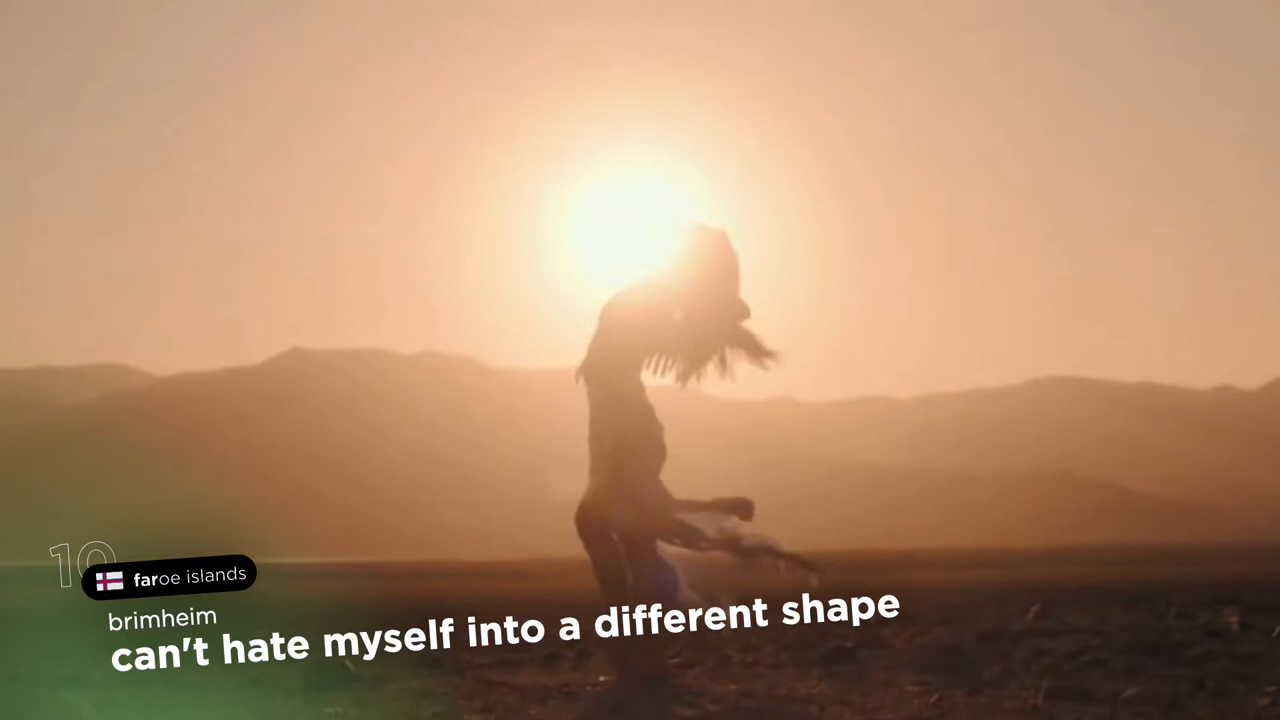 10
faroe islands
brimheim
can't hate myself into a different shape